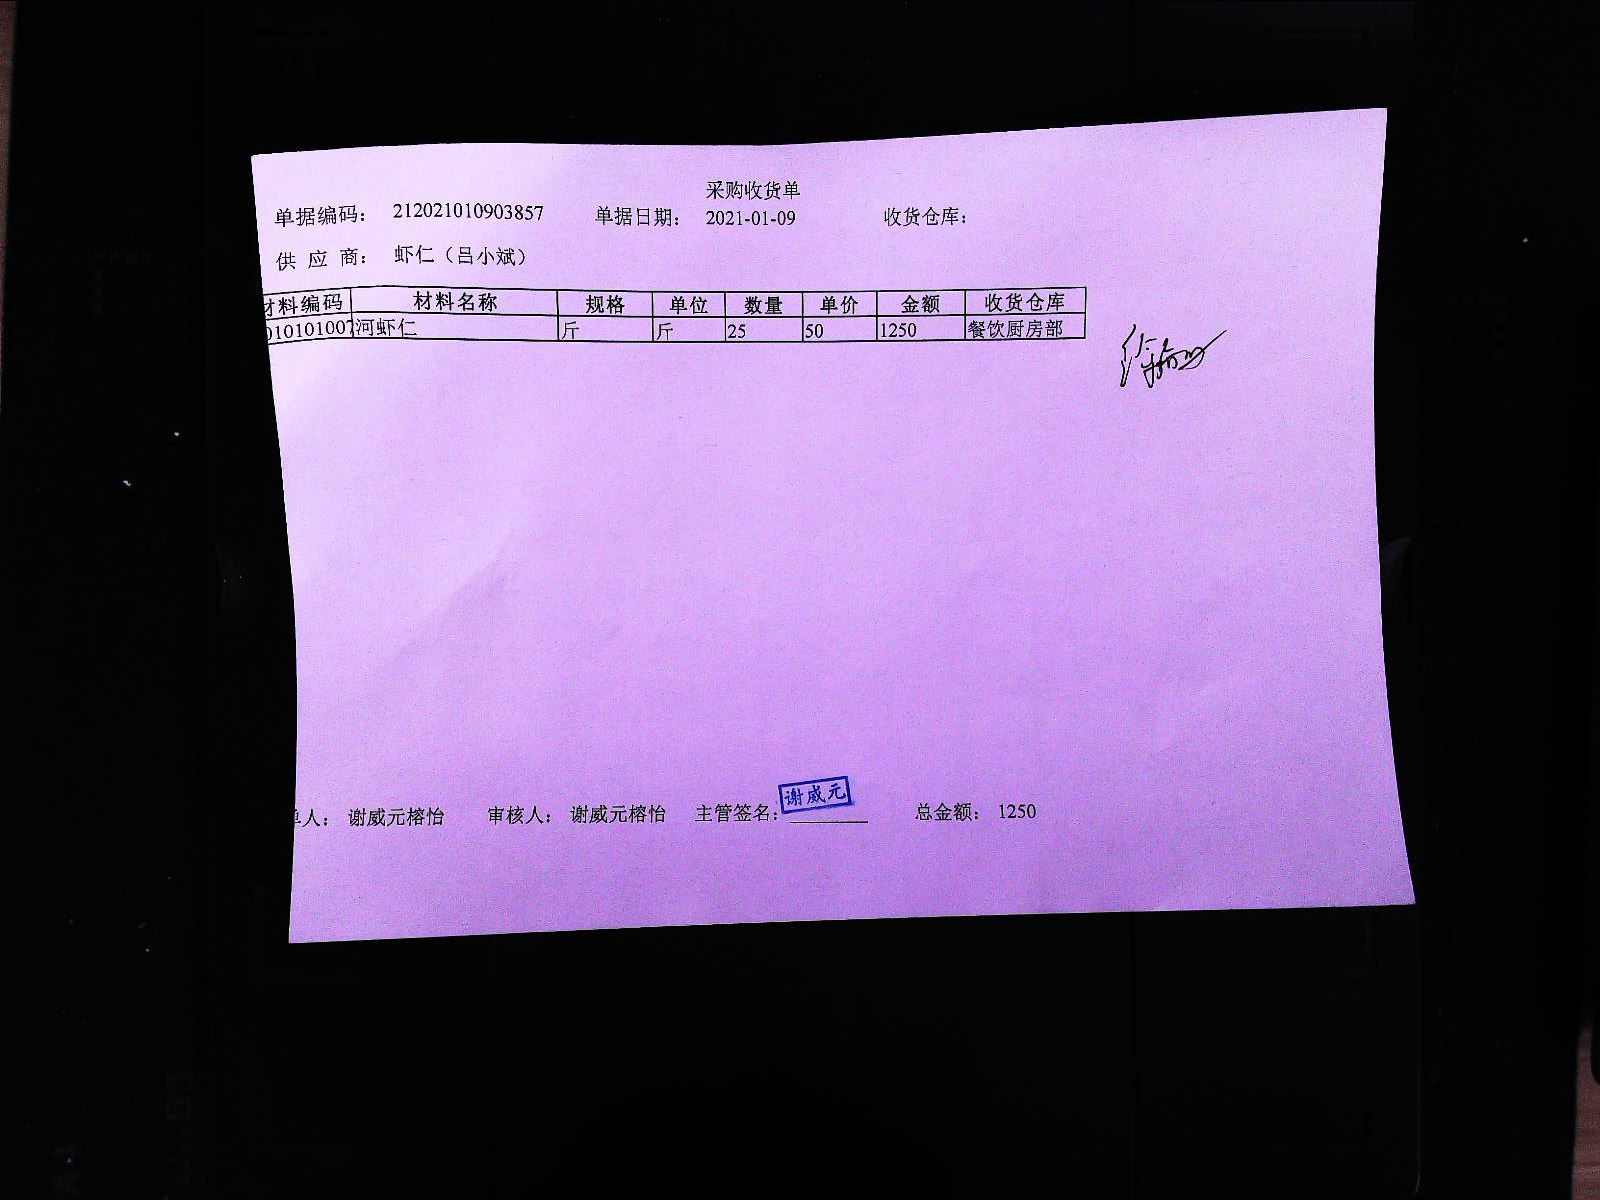 采购收货单
单据编码： 212021010903857 单据日期： 2021-01-09 收货仓库：
供 应 商： 虾仁（吕小斌）
材料编码 材料名称 规格 单位 数量 单价 金额 收货仓库
010101007 河虾仁 斤 斤 25 50 1250 餐饮厨房部
单人： 谢威元榕怡 审核人： 谢威元榕怡 主管签名： 谢威元 总金额： 1250